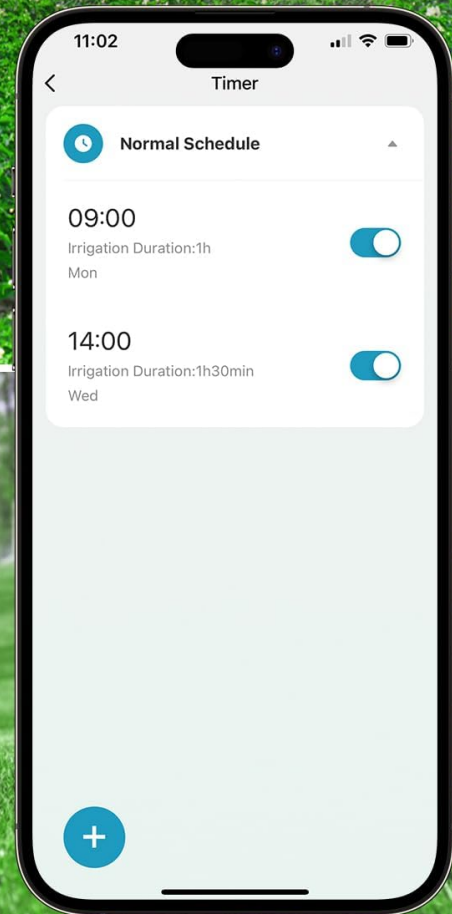 11:02
Timer
Normal Schedule
09:00
Irrigation Duration:1h
Mon
14:00
Irrigation Duration:1h30min
Wed